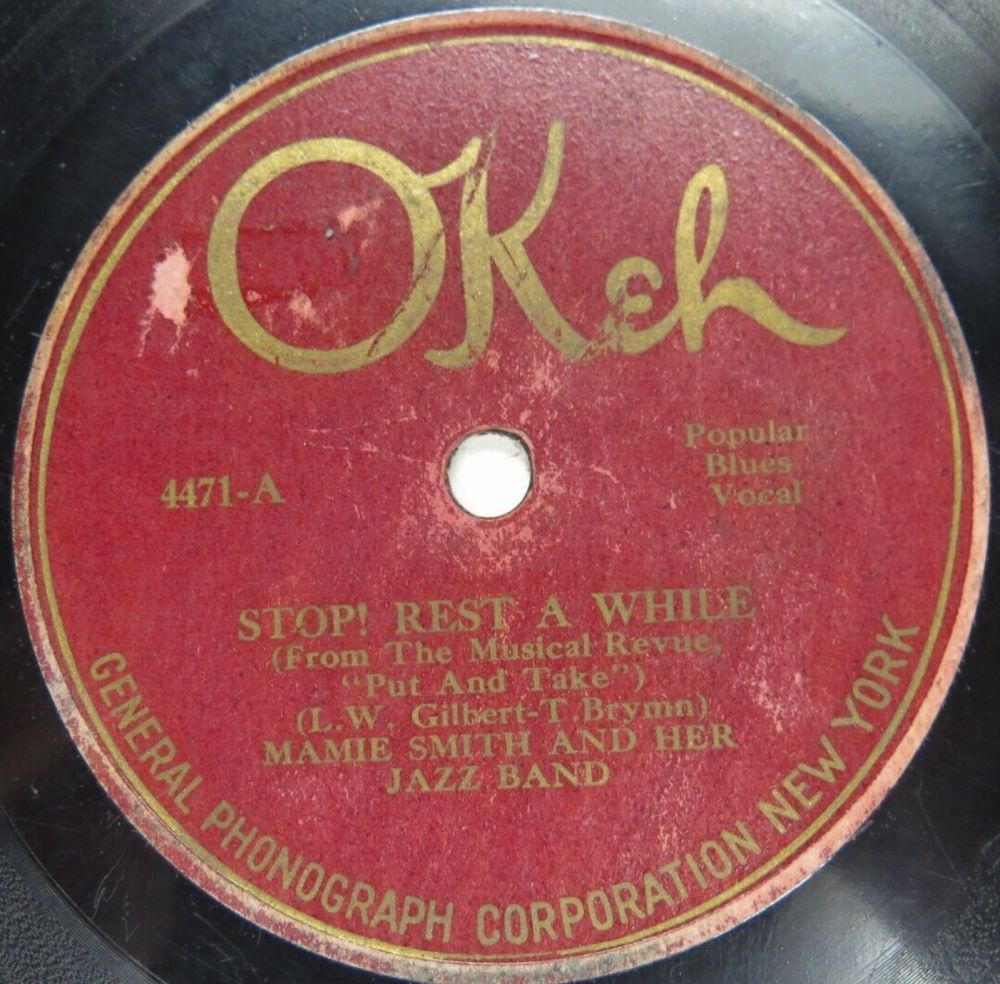 OKeh
4471-A
Popular
Blues
Vocal
STOP! REST A WHILE
(From The Musical Revue,
"Put And Take")
(L.W. Gilbert-T.Brymn)
MAMIE SMITH AND HER
JAZZ BAND
GENERAL PHONOGRAPH CORPORATION NEW YORK